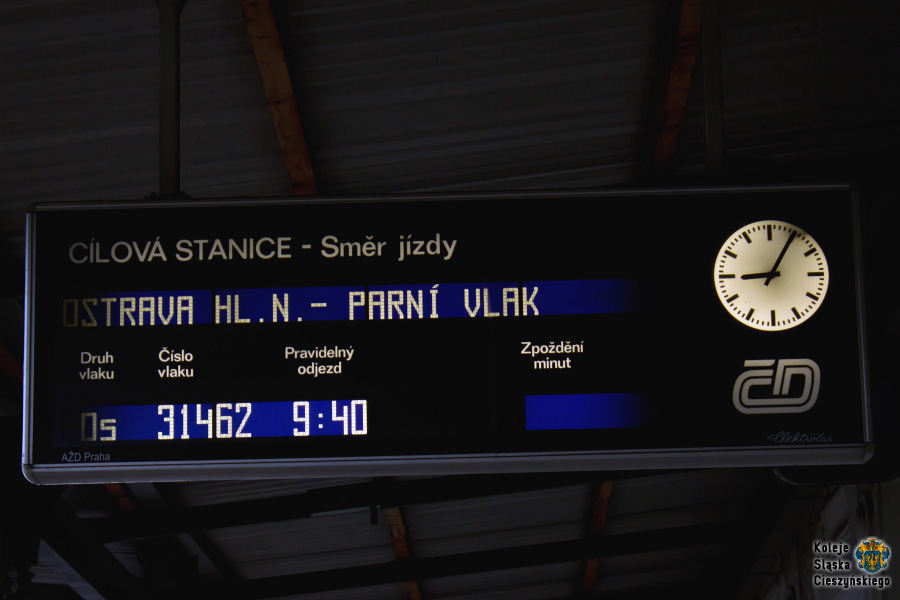 CÍLOVÁ STANICE - Směr jízdy
OSTRAVA HL.N.- PARNÍ VLAK
Druh vlaku
Číslo vlaku
Pravidelný odjezd
Zpoždění minut
Os 31462 9:40
ČD
Elektročas
AŽD Praha
Koleje
Śląska
Cieszyńskiego